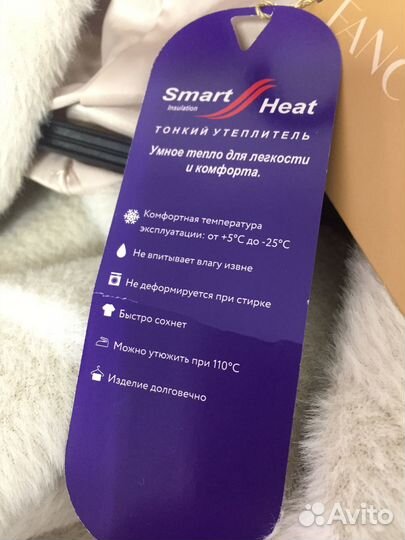 FANC
Smart Heat
Insulation
ТОНКИЙ УТЕПЛИТЕЛЬ
Умное тепло для легкости
и комфорта.
Комфортная температура
эксплуатации: от +5°C до -25°C
Не впитывает влагу извне
Не деформируется при стирке
Быстро сохнет
Можно утюжить при 110°C
Изделие долговечно
Avito